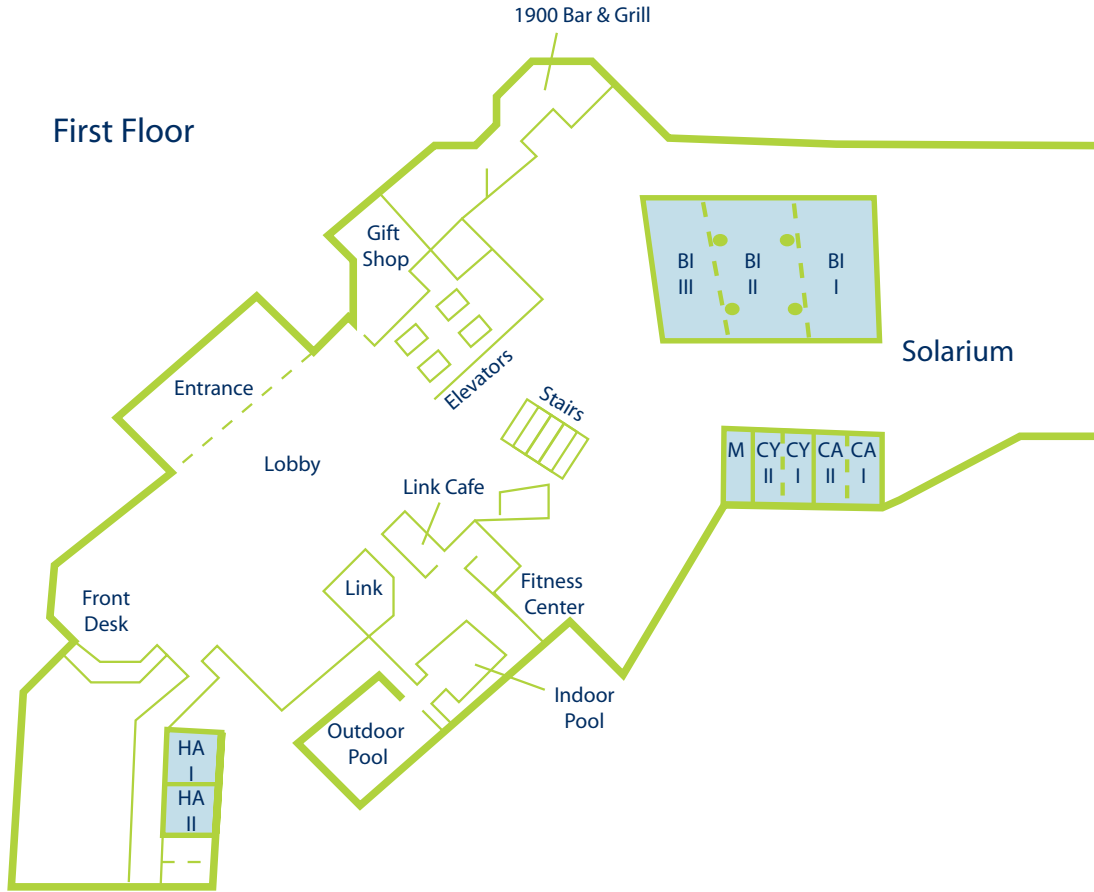 1900 Bar & Grill
First Floor
Gift
Shop
BI
III
BI
II
BI
I
Solarium
Entrance
Elevators
Stairs
Lobby
M
CY
II
CY
I
CA
II
CA
I
Link Cafe
Link
Fitness
Center
Front
Desk
Indoor
Pool
Outdoor
Pool
HA
I
HA
II